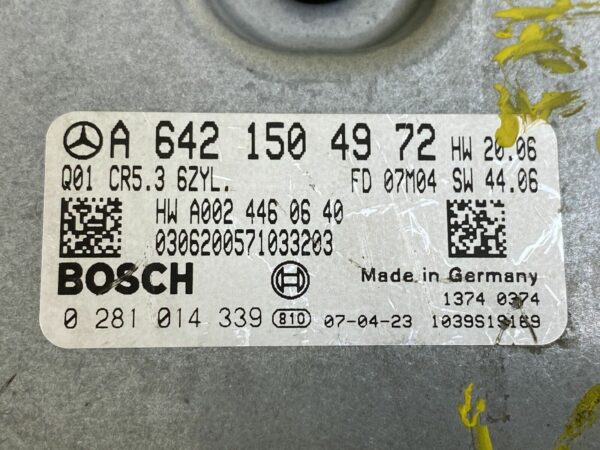 A 642 150 49 72 HW 20.06
Q01 CR5.3 6ZYL. FD 07M04 SW 44.06
HW A002 446 06 40
0306200571033203
BOSCH
Made in Germany
1374 0374
0 281 014 339 810 07-04-23 1039S19169